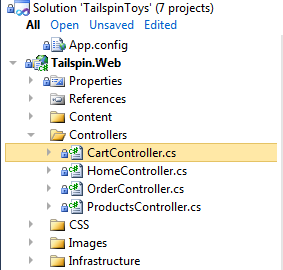 Solution 'TailspinToys' (7 projects)
All Open Unsaved Edited
App.config
Tailspin.Web
Properties
References
Content
Controllers
CartController.cs
HomeController.cs
OrderController.cs
ProductsController.cs
CSS
Images
Infrastructure